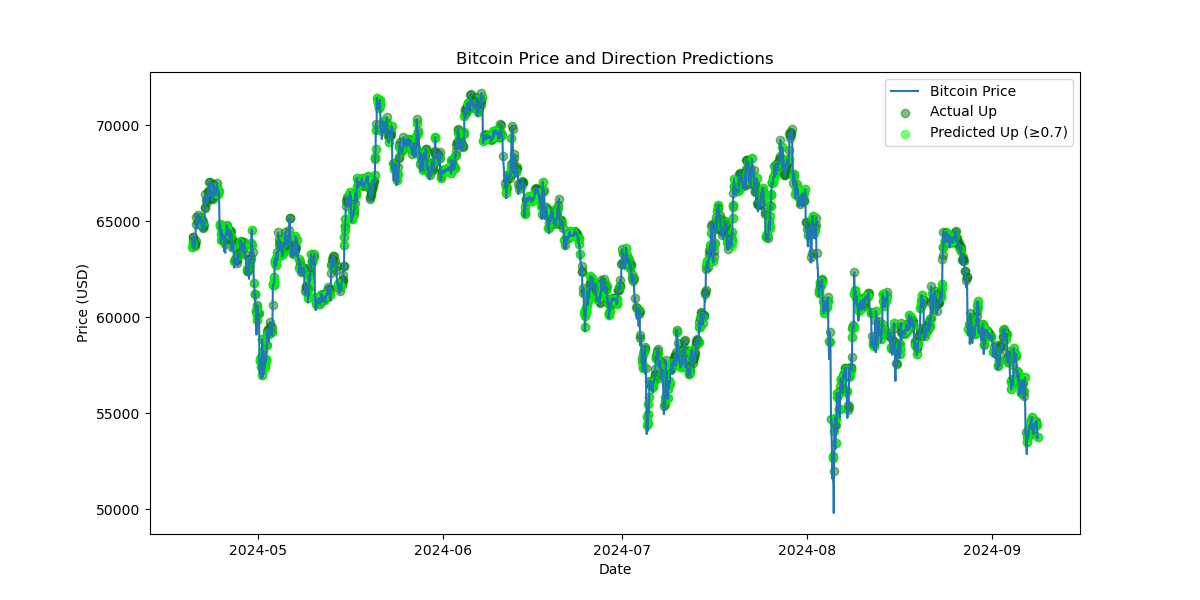 Bitcoin Price and Direction Predictions
Bitcoin Price
Actual Up
Predicted Up (≥0.7)
Price (USD)
70000
65000
60000
55000
50000
2024-05
2024-06
2024-07
2024-08
2024-09
Date